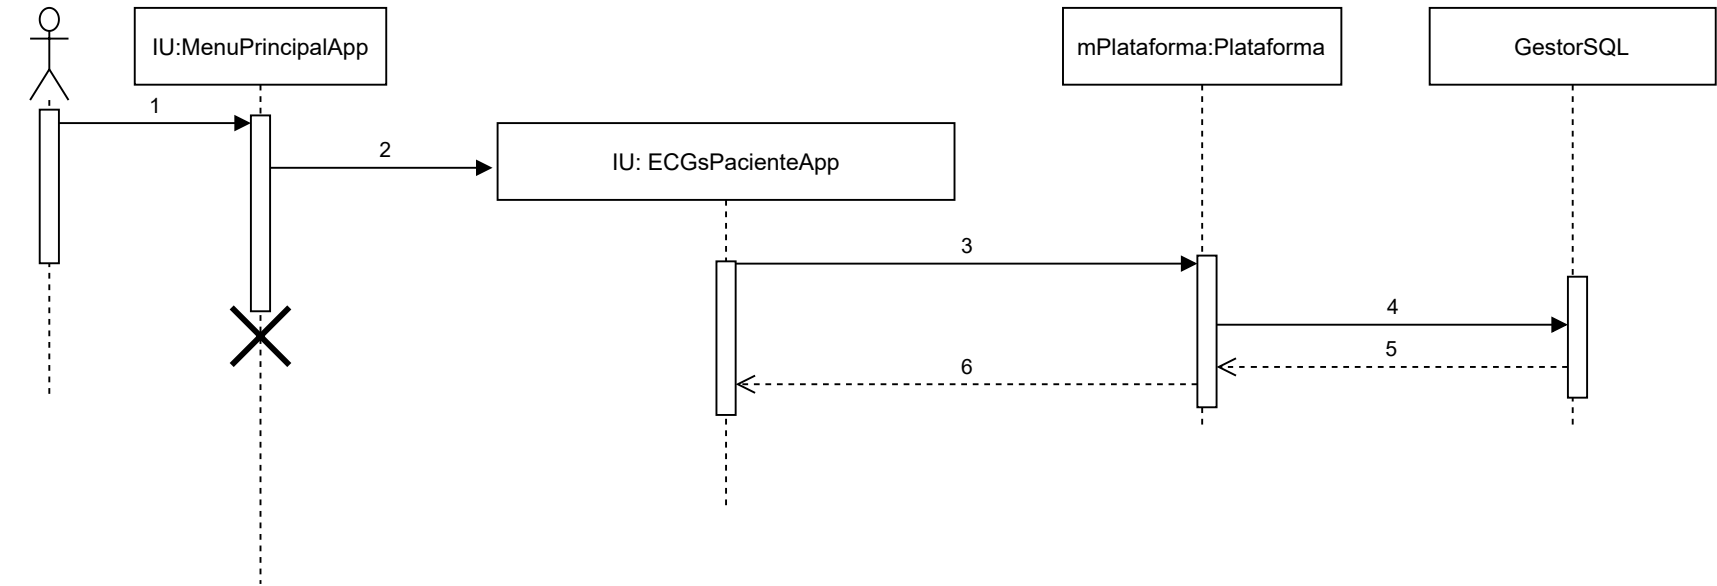 IU:MenuPrincipalApp
mPlataforma:Plataforma
GestorSQL
1
2
IU: ECGsPacienteApp
3
4
5
6